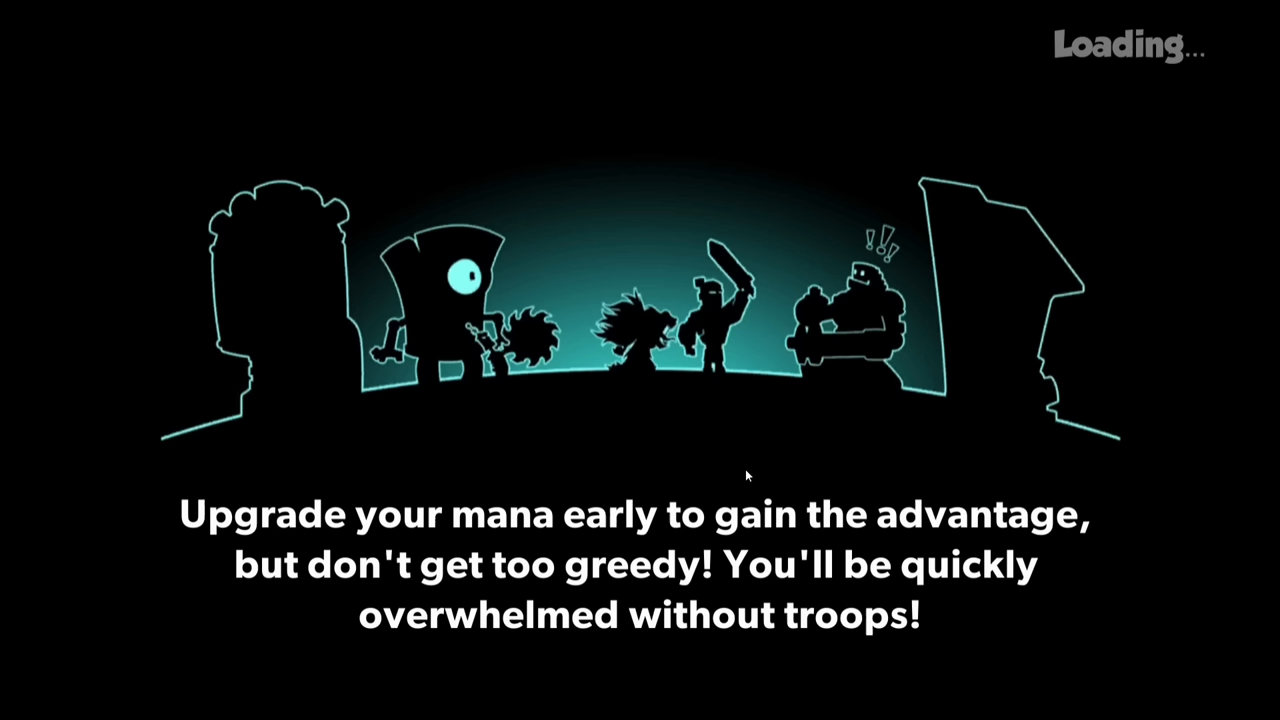 Loading...
Upgrade your mana early to gain the advantage,
but don't get too greedy! You'll be quickly
overwhelmed without troops!